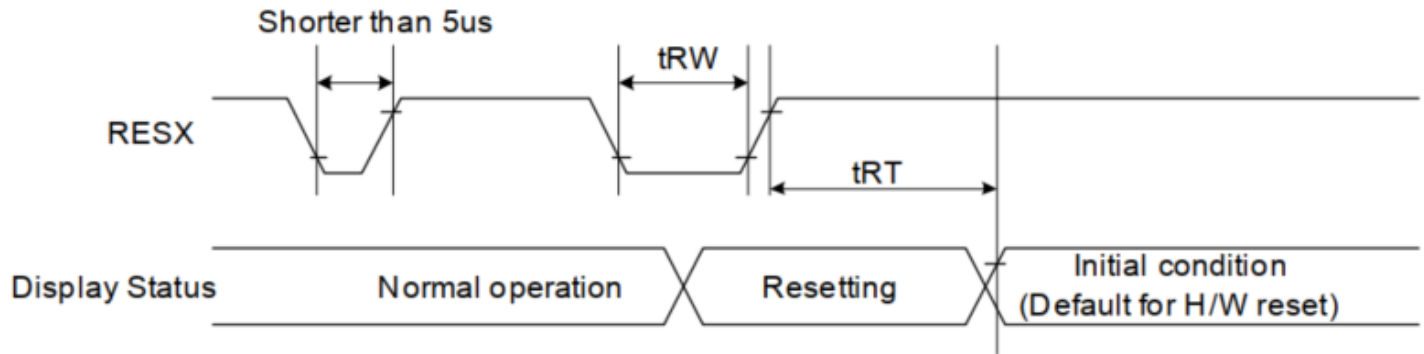 Shorter than 5us
tRW
RESX
tRT
Display Status
Normal operation
Resetting
Initial condition
(Default for H/W reset)